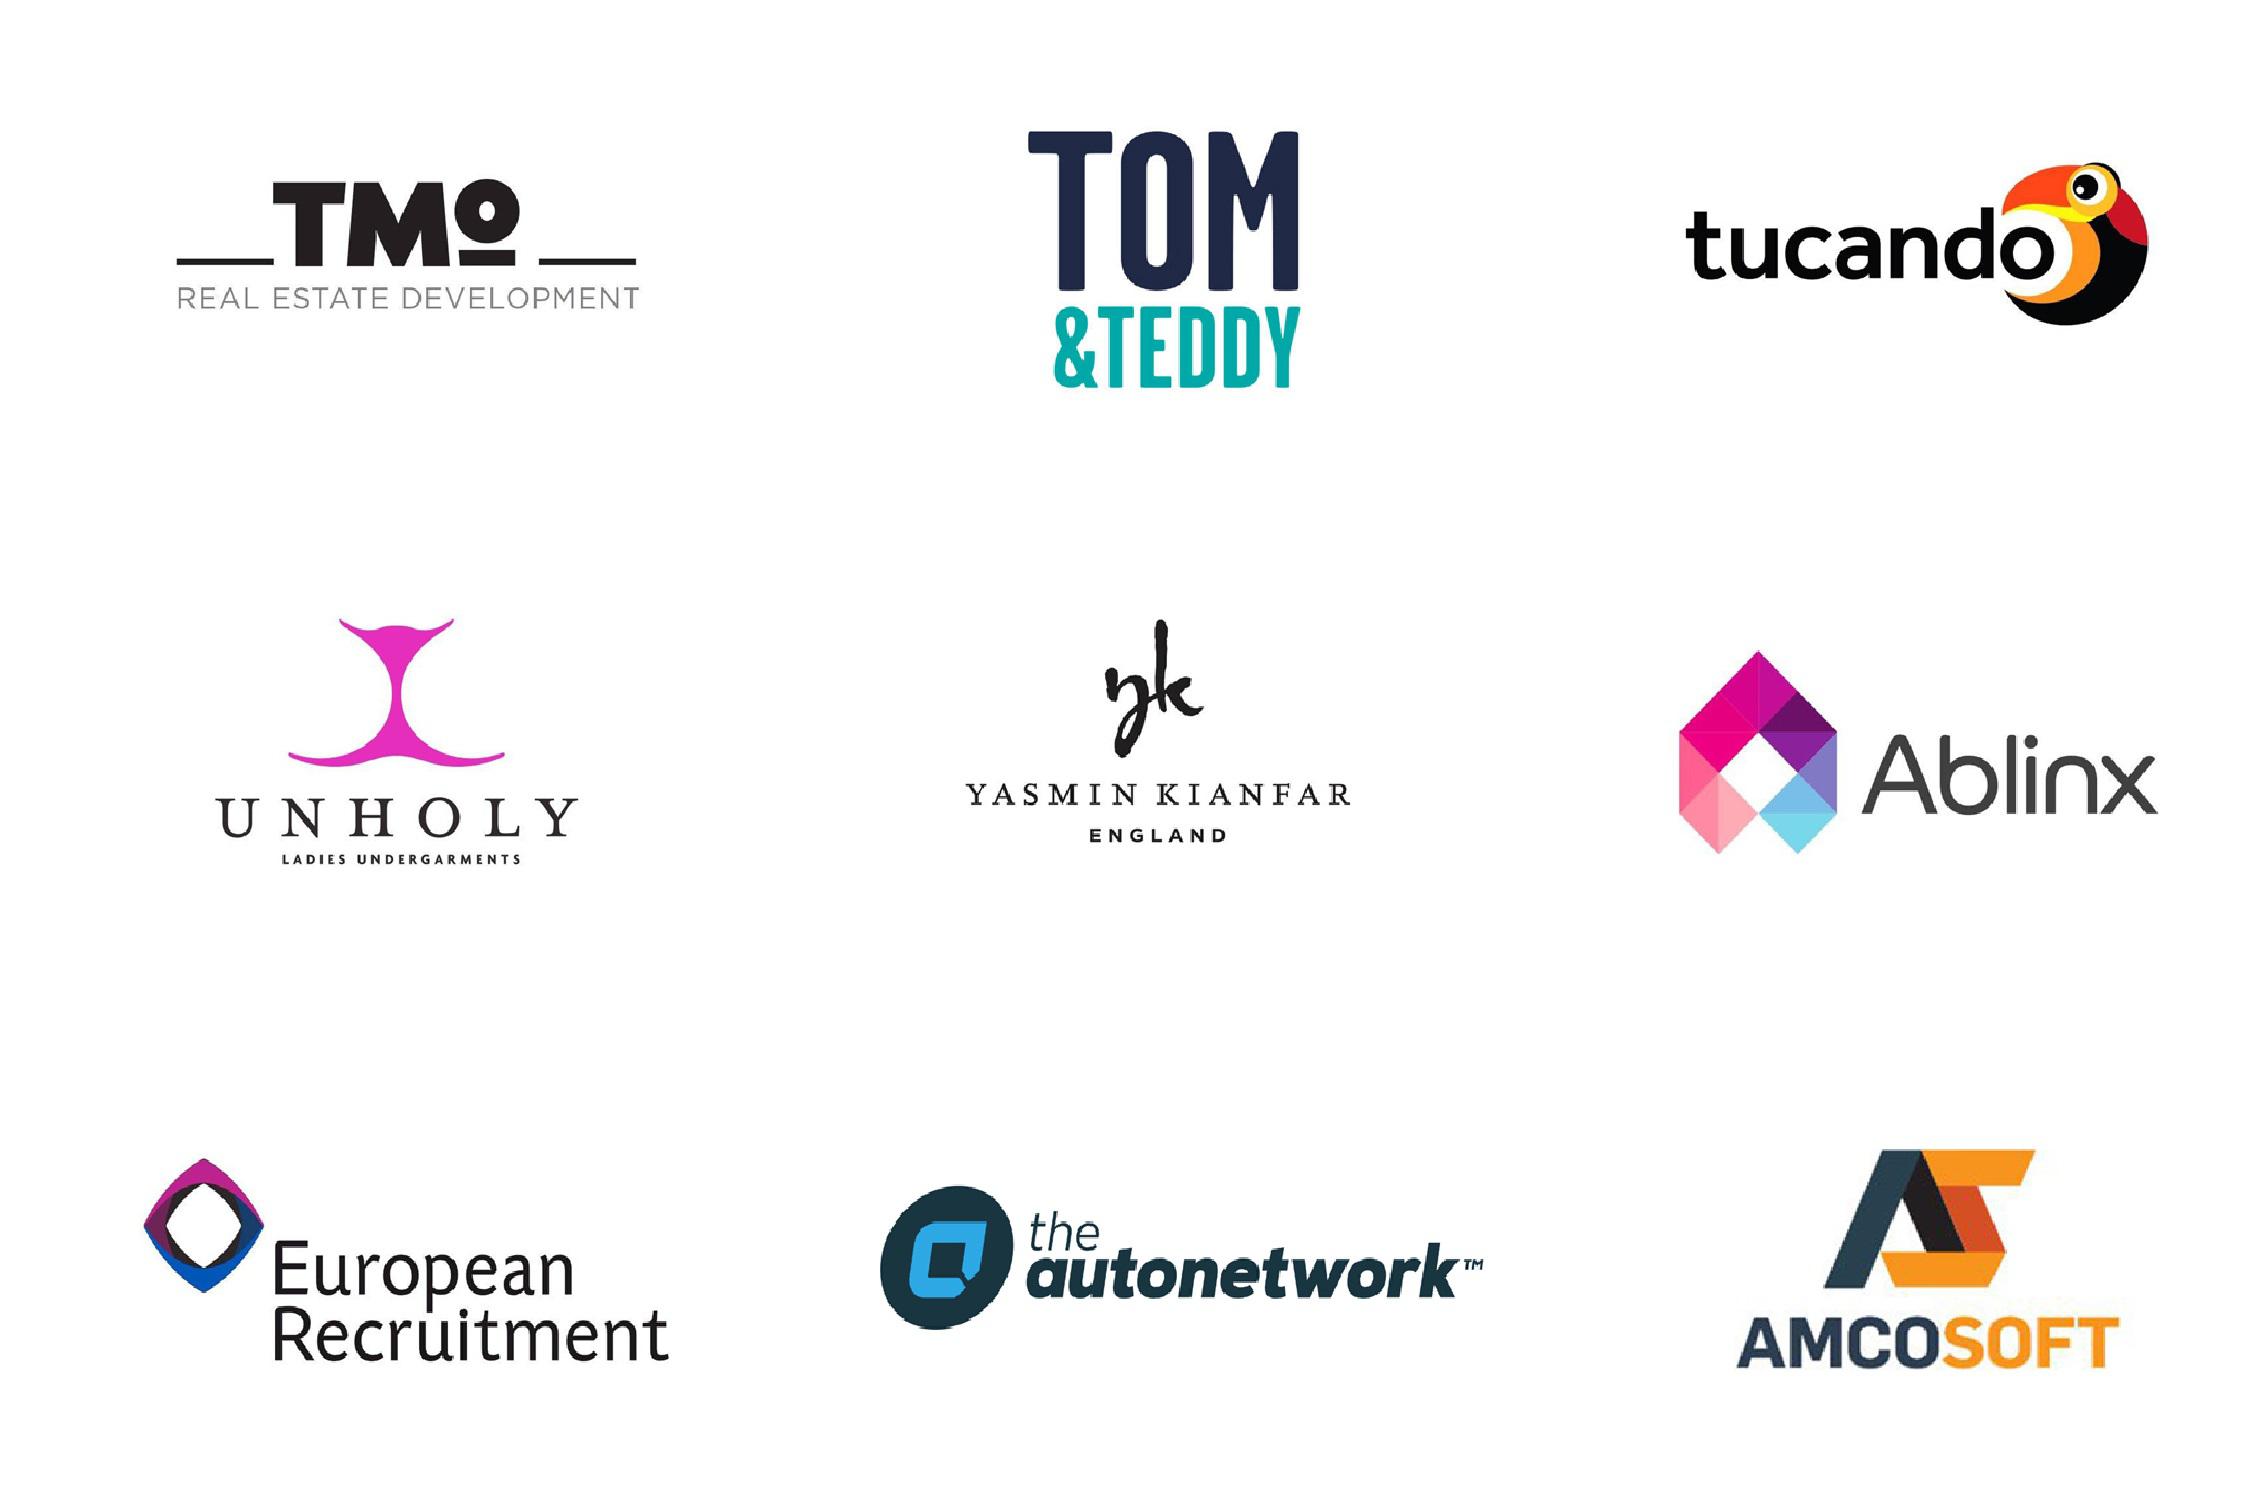 TMo
REAL ESTATE DEVELOPMENT
TOM
&TEDDY
tucando
UNHOLY
LADIES UNDERGARMENTS
yk
YASMIN KIANFAR
ENGLAND
Ablinx
European
Recruitment
the
autonetwork™
AMCOSOFT